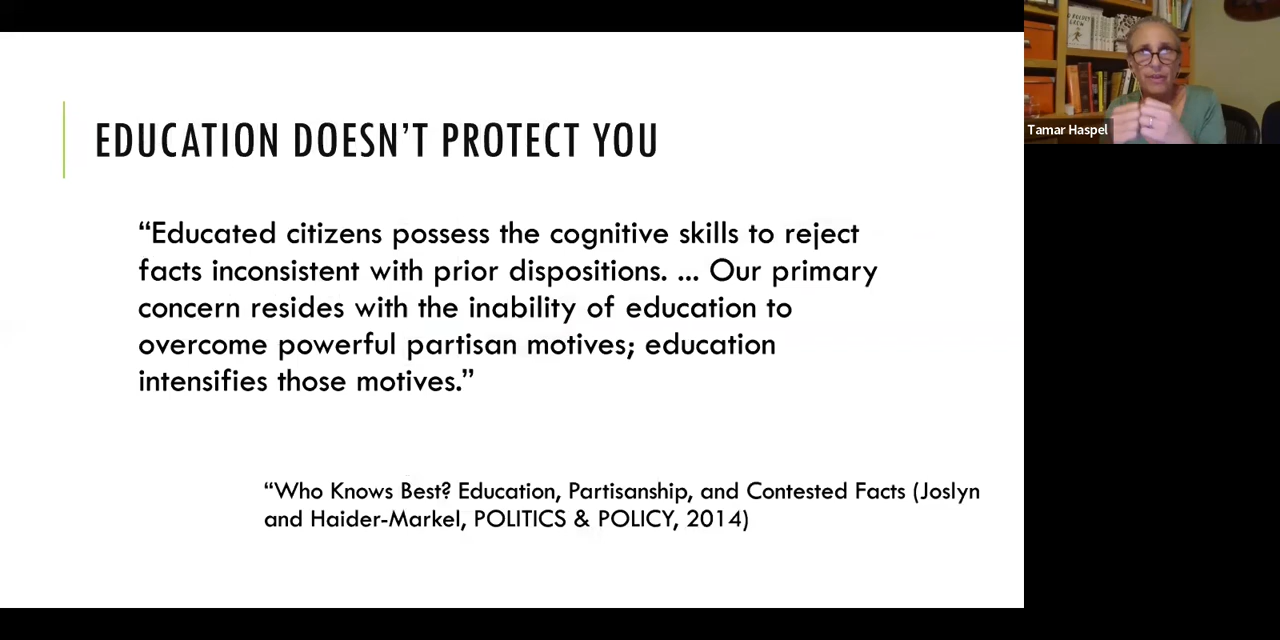 EDUCATION DOESN’T PROTECT YOU
“Educated citizens possess the cognitive skills to reject
facts inconsistent with prior dispositions. ... Our primary
concern resides with the inability of education to
overcome powerful partisan motives; education
intensifies those motives.”
“Who Knows Best? Education, Partisanship, and Contested Facts (Joslyn
and Haider-Markel, POLITICS & POLICY, 2014)
Tamar Haspel